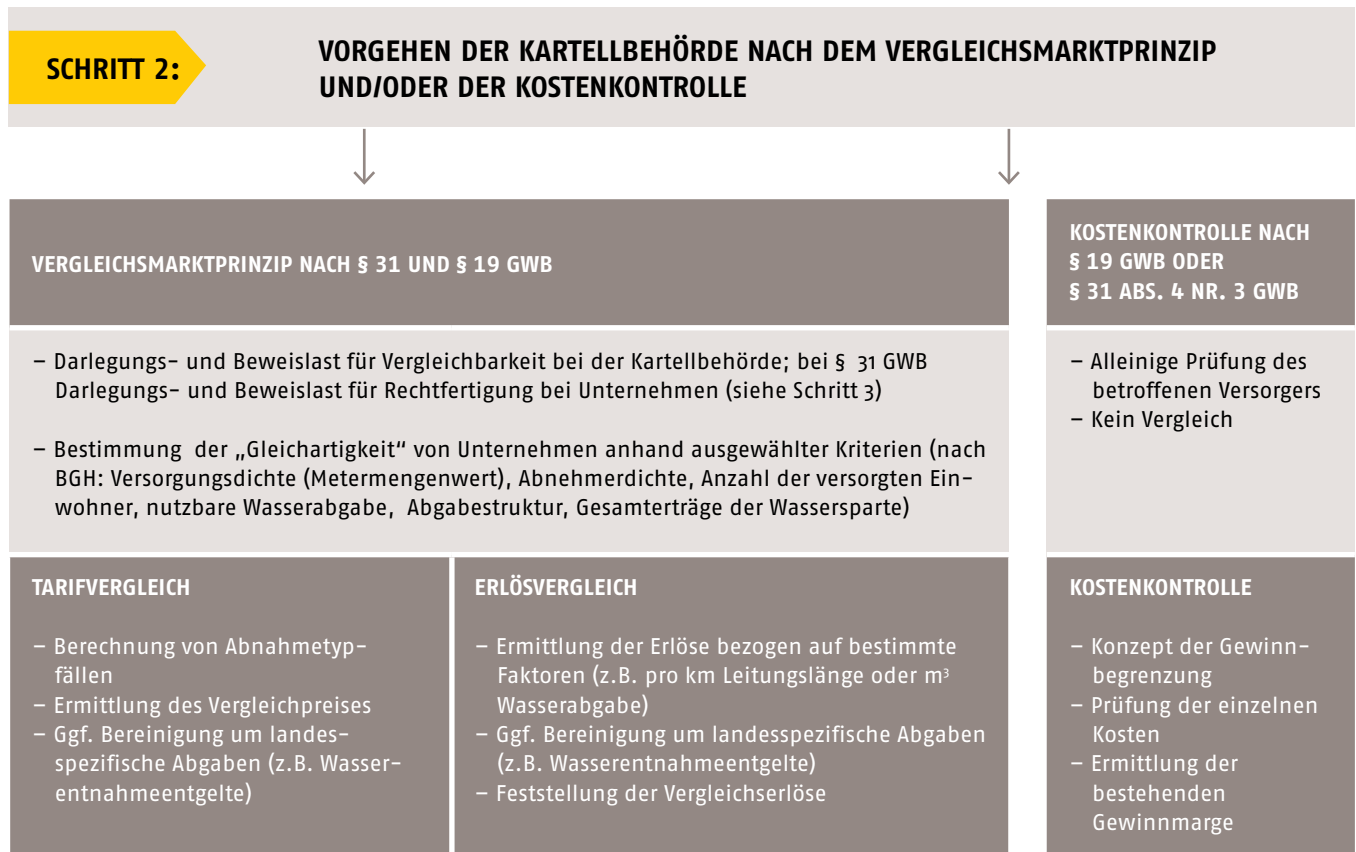 SCHRITT 2:
VORGEHEN DER KARTELLBEHÖRDE NACH DEM VERGLEICHSMARKTPRINZIP
UND/ODER DER KOSTENKONTROLLE
VERGLEICHSMARKTPRINZIP NACH § 31 UND § 19 GWB
– Darlegungs- und Beweislast für Vergleichbarkeit bei der Kartellbehörde; bei § 31 GWB
Darlegungs- und Beweislast für Rechtfertigung bei Unternehmen (siehe Schritt 3)
– Bestimmung der „Gleichartigkeit“ von Unternehmen anhand ausgewählter Kriterien (nach
BGH: Versorgungsdichte (Metermengenwert), Abnehmerdichte, Anzahl der versorgten Ein-
wohner, nutzbare Wasserabgabe, Abgabestruktur, Gesamterträge der Wassersparte)
TARIFVERGLEICH
– Berechnung von Abnahmetyp-
fällen
– Ermittlung des Vergleichpreises
– Ggf. Bereinigung um landes-
spezifische Abgaben (z.B. Wasser-
entnahmeentgelte)
ERLÖSVERGLEICH
– Ermittlung der Erlöse bezogen auf bestimmte
Faktoren (z.B. pro km Leitungslänge oder m³
Wasserabgabe)
– Ggf. Bereinigung um landesspezifische Abgaben
(z.B. Wasserentnahmeentgelte)
– Feststellung der Vergleichserlöse
KOSTENKONTROLLE NACH
§ 19 GWB ODER
§ 31 ABS. 4 NR. 3 GWB
– Alleinige Prüfung des
betroffenen Versorgers
– Kein Vergleich
KOSTENKONTROLLE
– Konzept der Gewinn-
begrenzung
– Prüfung der einzelnen
Kosten
– Ermittlung der
bestehenden
Gewinnmarge